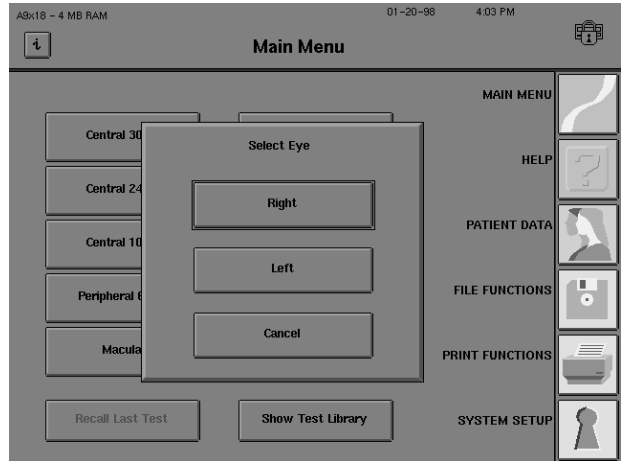 A9x18 - 4 MB RAM
01-20-98
4:03 PM
i
Main Menu
MAIN MENU
Central 30
Select Eye
HELP
Central 24
Right
PATIENT DATA
Central 10
Left
FILE FUNCTIONS
Peripheral
Cancel
Macula
PRINT FUNCTIONS
Recall Last Test
Show Test Library
SYSTEM SETUP
?